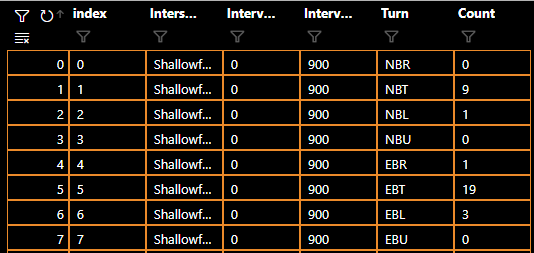 index Inters... Interv... Interv... Turn Count
0 0 Shallowf... 0 900 NBR 0
1 1 Shallowf... 0 900 NBT 9
2 2 Shallowf... 0 900 NBL 1
3 3 Shallowf... 0 900 NBU 0
4 4 Shallowf... 0 900 EBR 1
5 5 Shallowf... 0 900 EBT 19
6 6 Shallowf... 0 900 EBL 3
7 7 Shallowf... 0 900 EBU 0